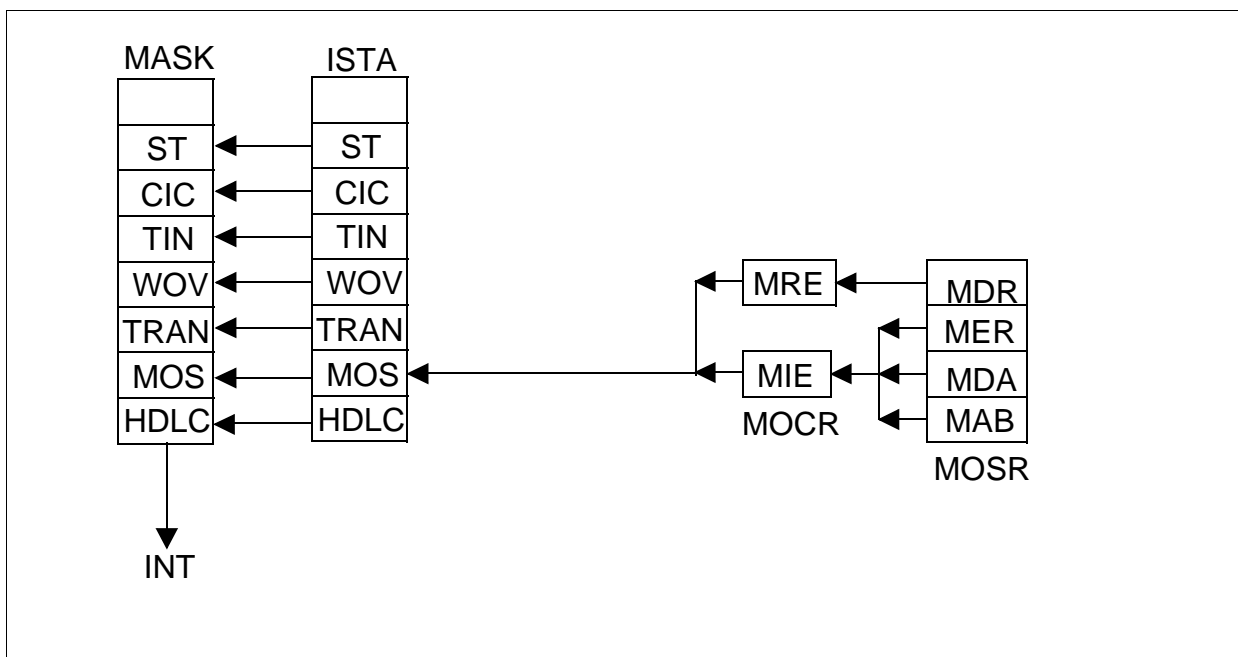 MASK
ISTA
ST
ST
CIC
CIC
TIN
TIN
WOV
WOV
MRE
MDR
TRAN
TRAN
MER
MOS
MOS
MIE
MDA
HDLC
HDLC
MOCR
MAB
MOSR
INT